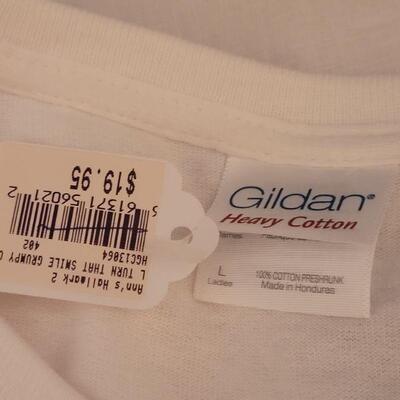 $19.95
5 61371 56021 2
402
HGC13064
L TURN THAT SMILE GRUMPY
Ann's Hallmark 2
Gildan®
Heavy Cotton
L
Ladies
100% COTTON PRESHRUNK
Made in Honduras